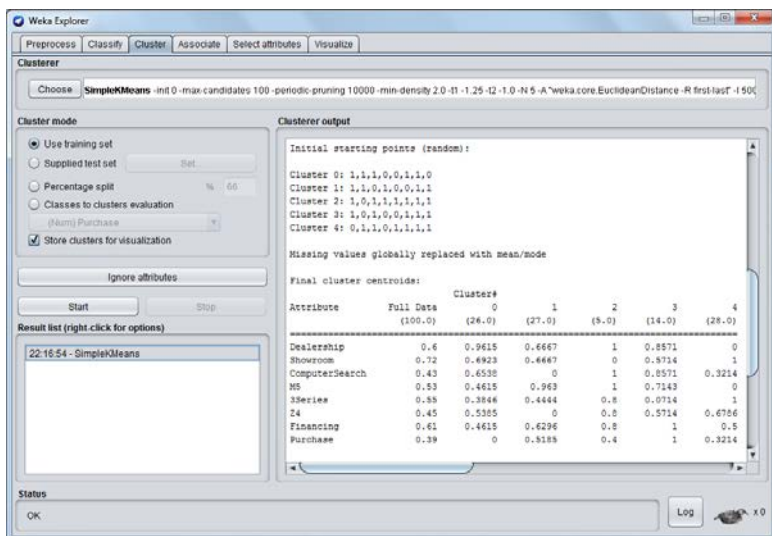 Weka Explorer
Preprocess Classify Cluster Associate Select attributes Visualize
Clusterer
Choose SimpleKMeans -init 0 -max-candidates 100 -periodic-pruning 10000 -min-density 2.0 -t1 -1.25 -t2 -1.0 -N 5 -A "weka.core.EuclideanDistance -R first-last" -I 500
Cluster mode
Use training set
Supplied test set Set...
Percentage split % 66
Classes to clusters evaluation
(Num) Purchase
Store clusters for visualization
Ignore attributes
Start Stop
Result list (right-click for options)
22:16:54 - SimpleKMeans
Clusterer output
Initial starting points (random):
Cluster 0: 1,1,1,0,0,1,1,0
Cluster 1: 1,1,0,1,0,0,1,1
Cluster 2: 1,0,1,1,1,1,1,1
Cluster 3: 1,0,1,0,0,1,1,1
Cluster 4: 0,1,1,0,1,1,1,1
Missing values globally replaced with mean/mode
Final cluster centroids:
Cluster#
Attribute Full Data 0 1 2 3 4
(100.0) (26.0) (27.0) (5.0) (14.0) (28.0)
==========================================================================
Dealership 0.6 0.9615 0.6667 1 0.8571 0
Showroom 0.72 0.6923 0.6667 0 0.5714 1
ComputerSearch 0.43 0.6538 0 1 0.8571 0.3214
M5 0.53 0.4615 0.963 1 0.7143 0
3Series 0.55 0.3846 0.4444 0.8 0.0714 1
Z4 0.45 0.5385 0 0.8 0.5714 0.6786
Financing 0.61 0.4615 0.6296 0.8 1 0.5
Purchase 0.39 0 0.5185 0.4 1 0.3214
Status
OK
Log x 0